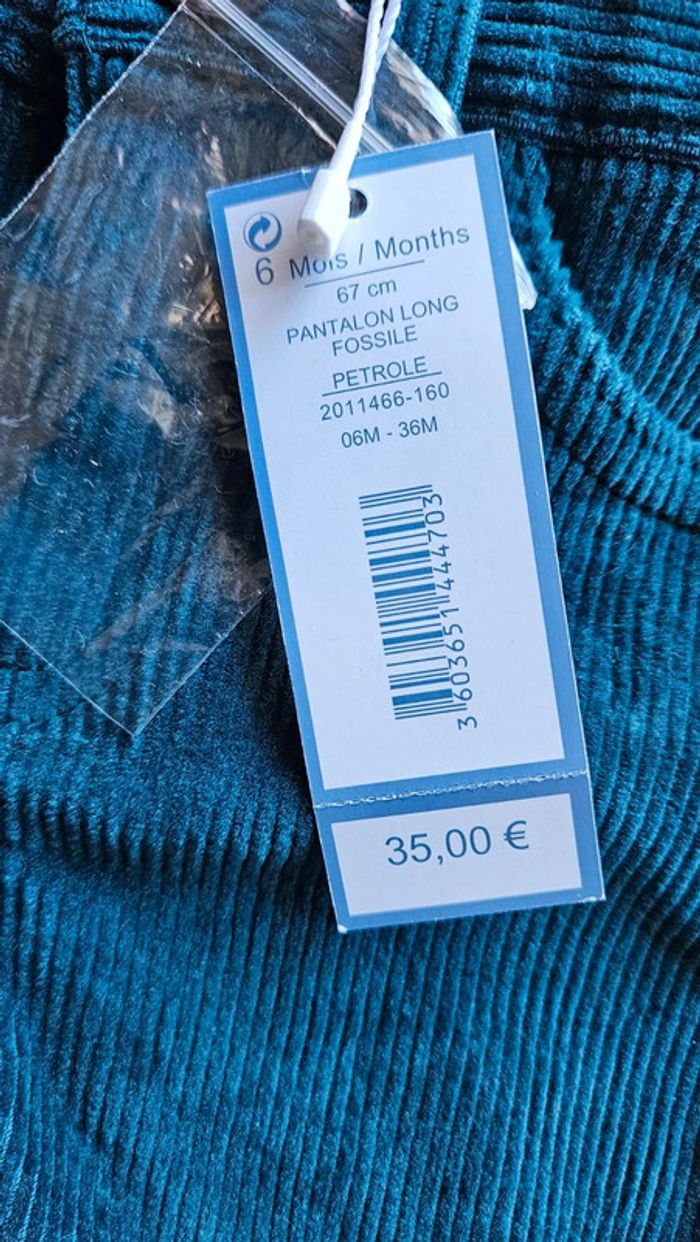 6 Mois / Months
67 cm
PANTALON LONG
FOSSILE
PETROLE
2011466-160
06M - 36M
3 603651 444703
35,00 €